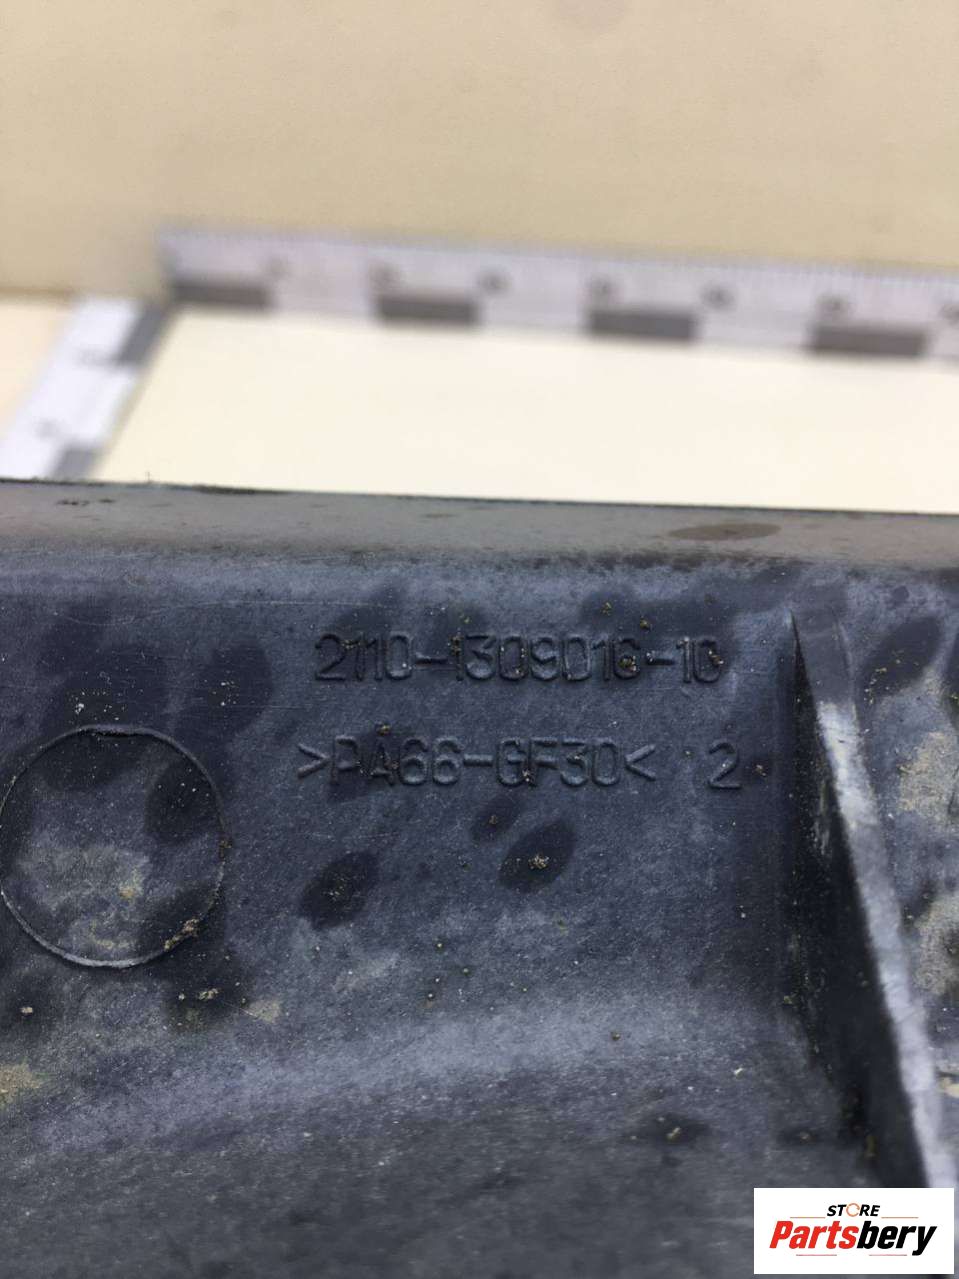 2110-1309016-10
>PA66-GF30< 2
STORE
Partsbery